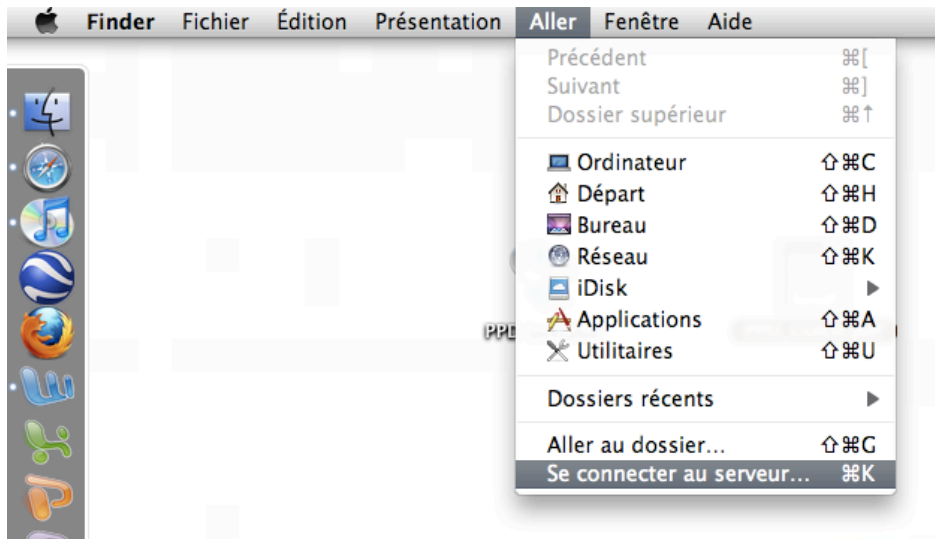 Finder Fichier Édition Présentation Aller Fenêtre Aide
Précédent ⌘[
Suivant ⌘]
Dossier supérieur ⌘↑
Ordinateur ⇧⌘C
Départ ⇧⌘H
Bureau ⇧⌘D
Réseau ⇧⌘K
iDisk
Applications ⇧⌘A
Utilitaires ⇧⌘U
Dossiers récents
Aller au dossier... ⇧⌘G
Se connecter au serveur... ⌘K